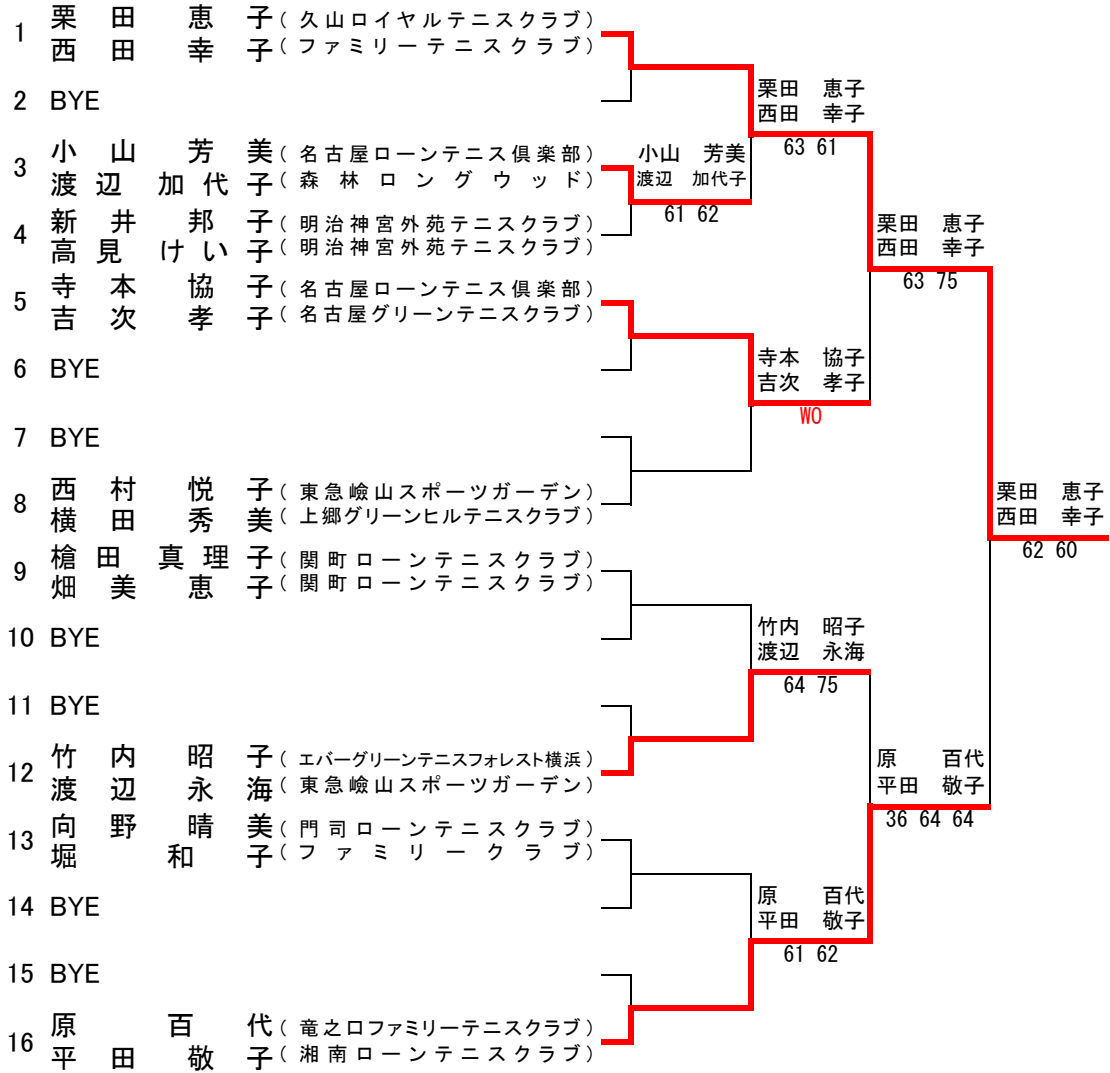 1 栗田 恵子(久山ロイヤルテニスクラブ)
西田 幸子(ファミリーテニスクラブ)
2 BYE
3 小山 芳美(名古屋ローンテニス倶楽部)
渡辺 加代子(森林ロングウッド)
4 新井 邦子(明治神宮外苑テニスクラブ)
高見 けい子(明治神宮外苑テニスクラブ)
5 寺本 協子(名古屋ローンテニス倶楽部)
吉次 孝子(名古屋グリーンテニスクラブ)
6 BYE
7 BYE
8 西村 悦子(東急嶮山スポーツガーデン)
横田 秀美(上郷グリーンヒルテニスクラブ)
9 槍田 真理子(関町ローンテニスクラブ)
畑 美恵子(関町ローンテニスクラブ)
10 BYE
11 BYE
12 竹内 昭子(エバーグリーンテニスフォレスト横浜)
渡辺 永海(東急嶮山スポーツガーデン)
13 向野 晴美(門司ローンテニスクラブ)
堀 和子(ファミリークラブ)
14 BYE
15 BYE
16 原 百代(竜之口ファミリーテニスクラブ)
平田 敬子(湘南ローンテニスクラブ)
小山 芳美
渡辺 加代子
61 62
栗田 恵子
西田 幸子
63 61
寺本 協子
吉次 孝子
WO
竹内 昭子
渡辺 永海
64 75
原 百代
平田 敬子
61 62
栗田 恵子
西田 幸子
63 75
原 百代
平田 敬子
36 64 64
栗田 恵子
西田 幸子
62 60